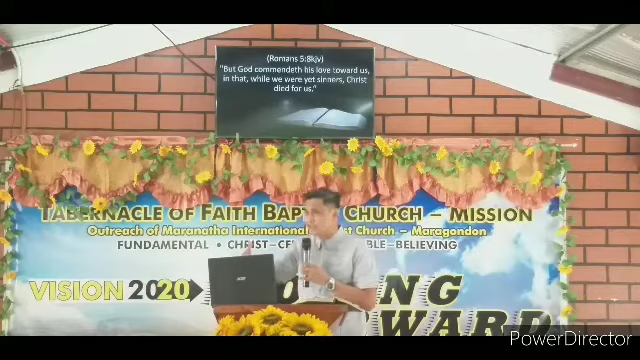 (Romans 5:8kjv)
"But God commendeth his love toward us,
in that, while we were yet sinners, Christ
died for us."
TABERNACLE OF FAITH BAPT CHURCH – MISSION
Outreach of Maranatha International st Church – Maragondon
FUNDAMENTAL • CHRIST–CE BLE–BELIEVING
VISION 2020
NG
WARD
acer
PowerDirector